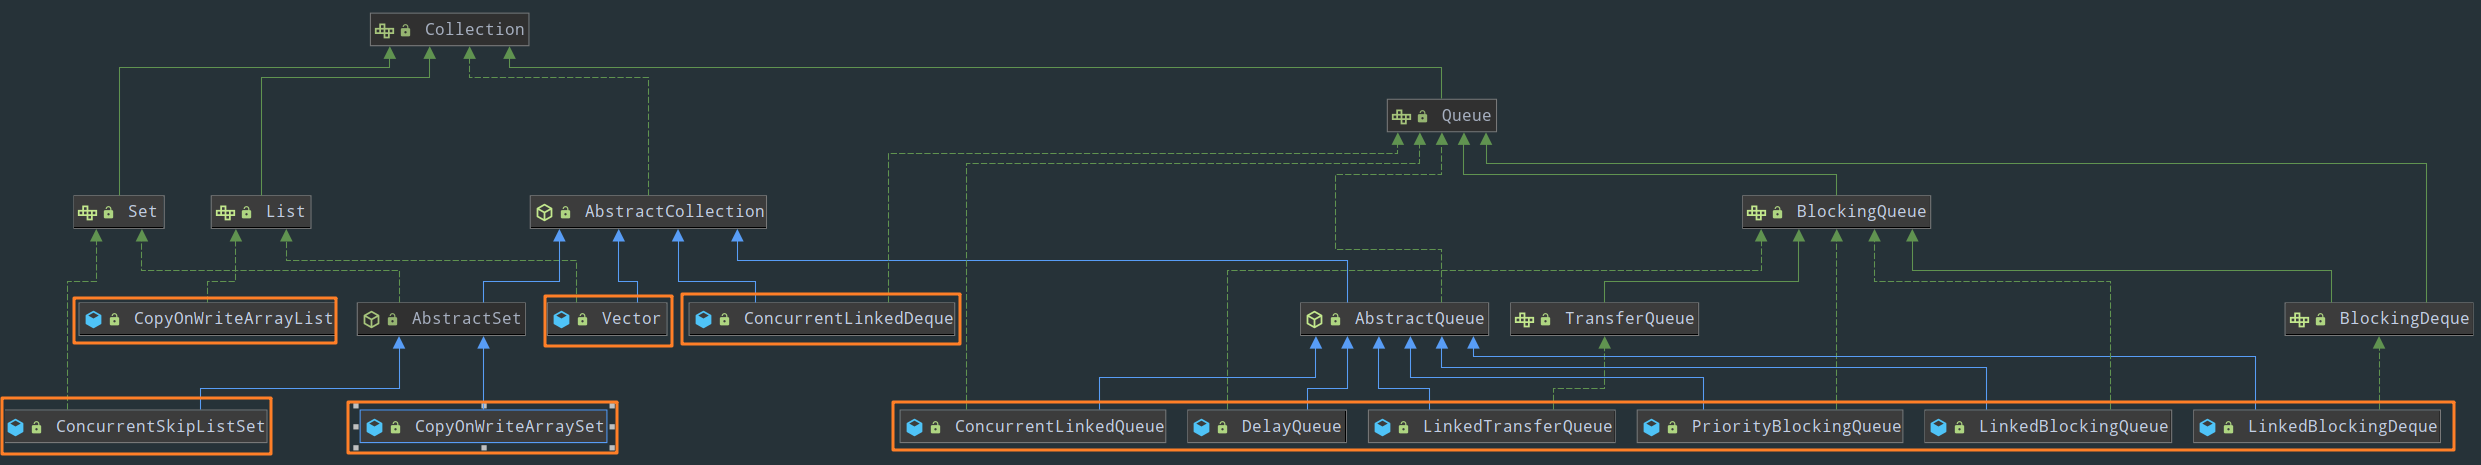 Collection
Queue
Set
List
AbstractCollection
BlockingQueue
CopyOnWriteArrayList
AbstractSet
Vector
ConcurrentLinkedDeque
AbstractQueue
TransferQueue
BlockingDeque
ConcurrentSkipListSet
CopyOnWriteArraySet
ConcurrentLinkedQueue
DelayQueue
LinkedTransferQueue
PriorityBlockingQueue
LinkedBlockingQueue
LinkedBlockingDeque